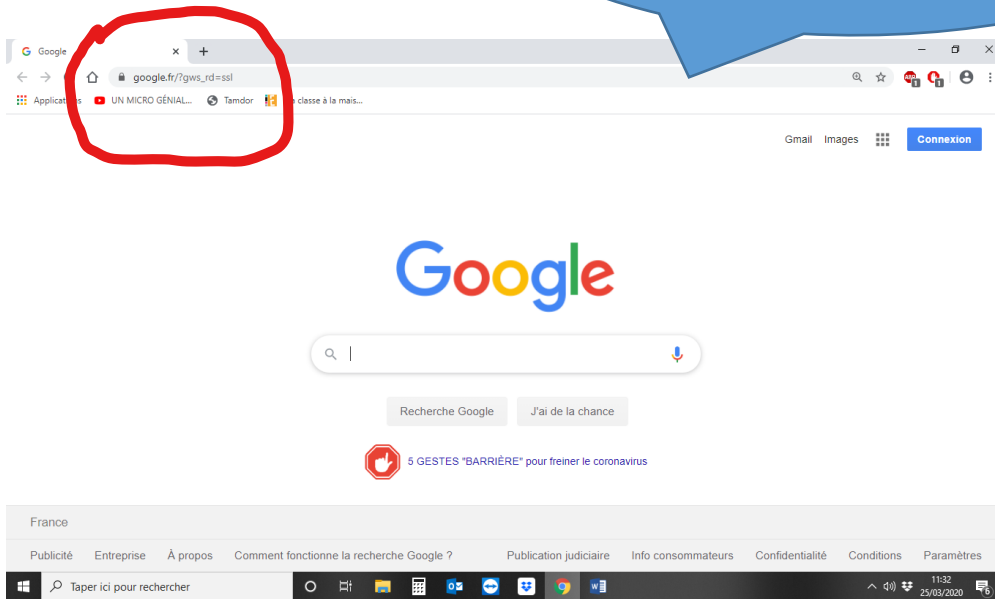 Google
google.fr/?gws_rd=ssl
UN MICRO GÉNIAL... Tamdor classe à la mais...
Gmail Images Connexion
Google
Recherche Google J'ai de la chance
5 GESTES "BARRIÈRE" pour freiner le coronavirus
France
Publicité Entreprise À propos Comment fonctionne la recherche Google ? Publication judiciaire Info consommateurs Confidentialité Conditions Paramètres
Taper ici pour rechercher
11:32
25/03/2020